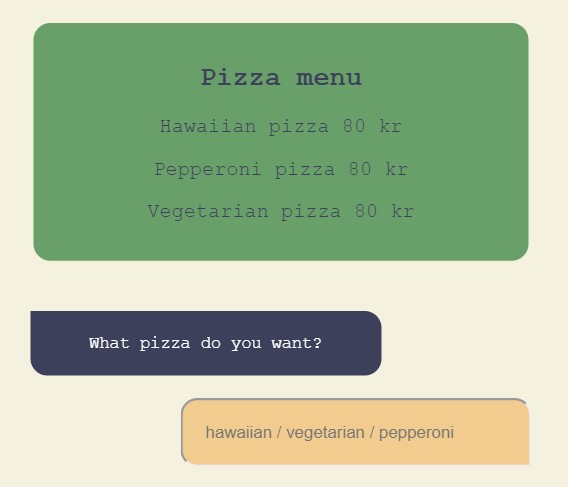 Pizza menu
Hawaiian pizza 80 kr
Pepperoni pizza 80 kr
Vegetarian pizza 80 kr
What pizza do you want?
hawaiian / vegetarian / pepperoni